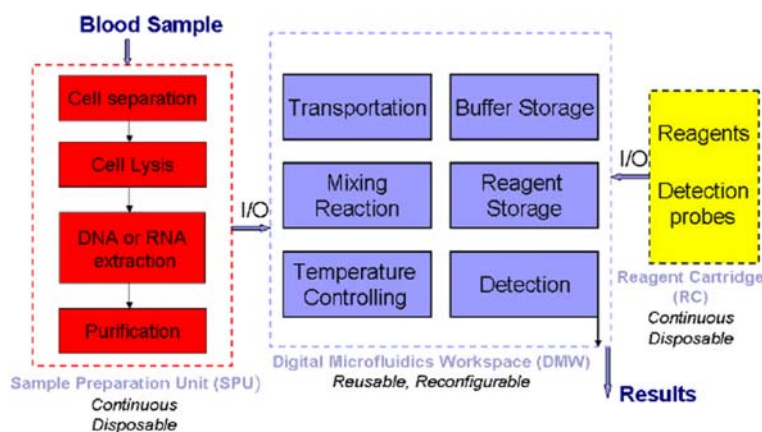 Blood Sample
Cell separation
Cell Lysis
DNA or RNA
extraction
Purification
Sample Preparation Unit (SPU)
Continuous
Disposable
I/O
Transportation
Buffer Storage
Mixing
Reaction
Reagent
Storage
Temperature
Controlling
Detection
Digital Microfluidics Workspace (DMW)
Reusable, Reconfigurable
I/O
Reagents
Detection
probes
Reagent Cartridge
(RC)
Continuous
Disposable
Results